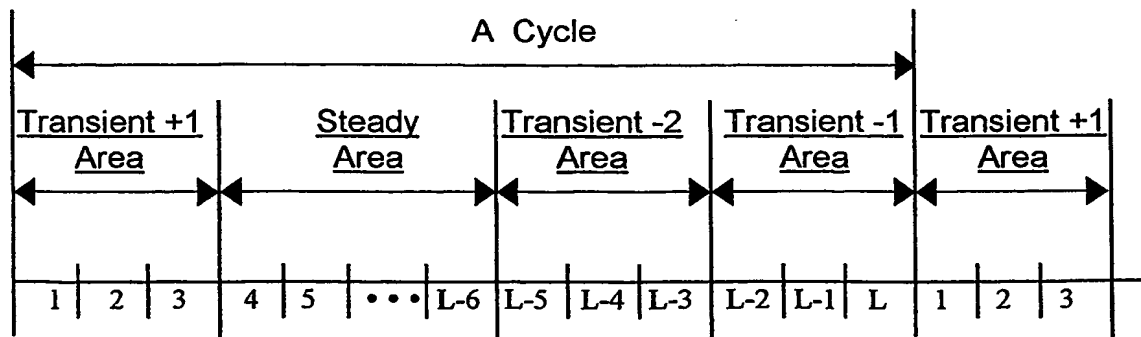 A Cycle
Transient +1 Area
Steady Area
Transient -2 Area
Transient -1 Area
Transient +1 Area
1 2 3 4 5 ••• L-6 L-5 L-4 L-3 L-2 L-1 L 1 2 3